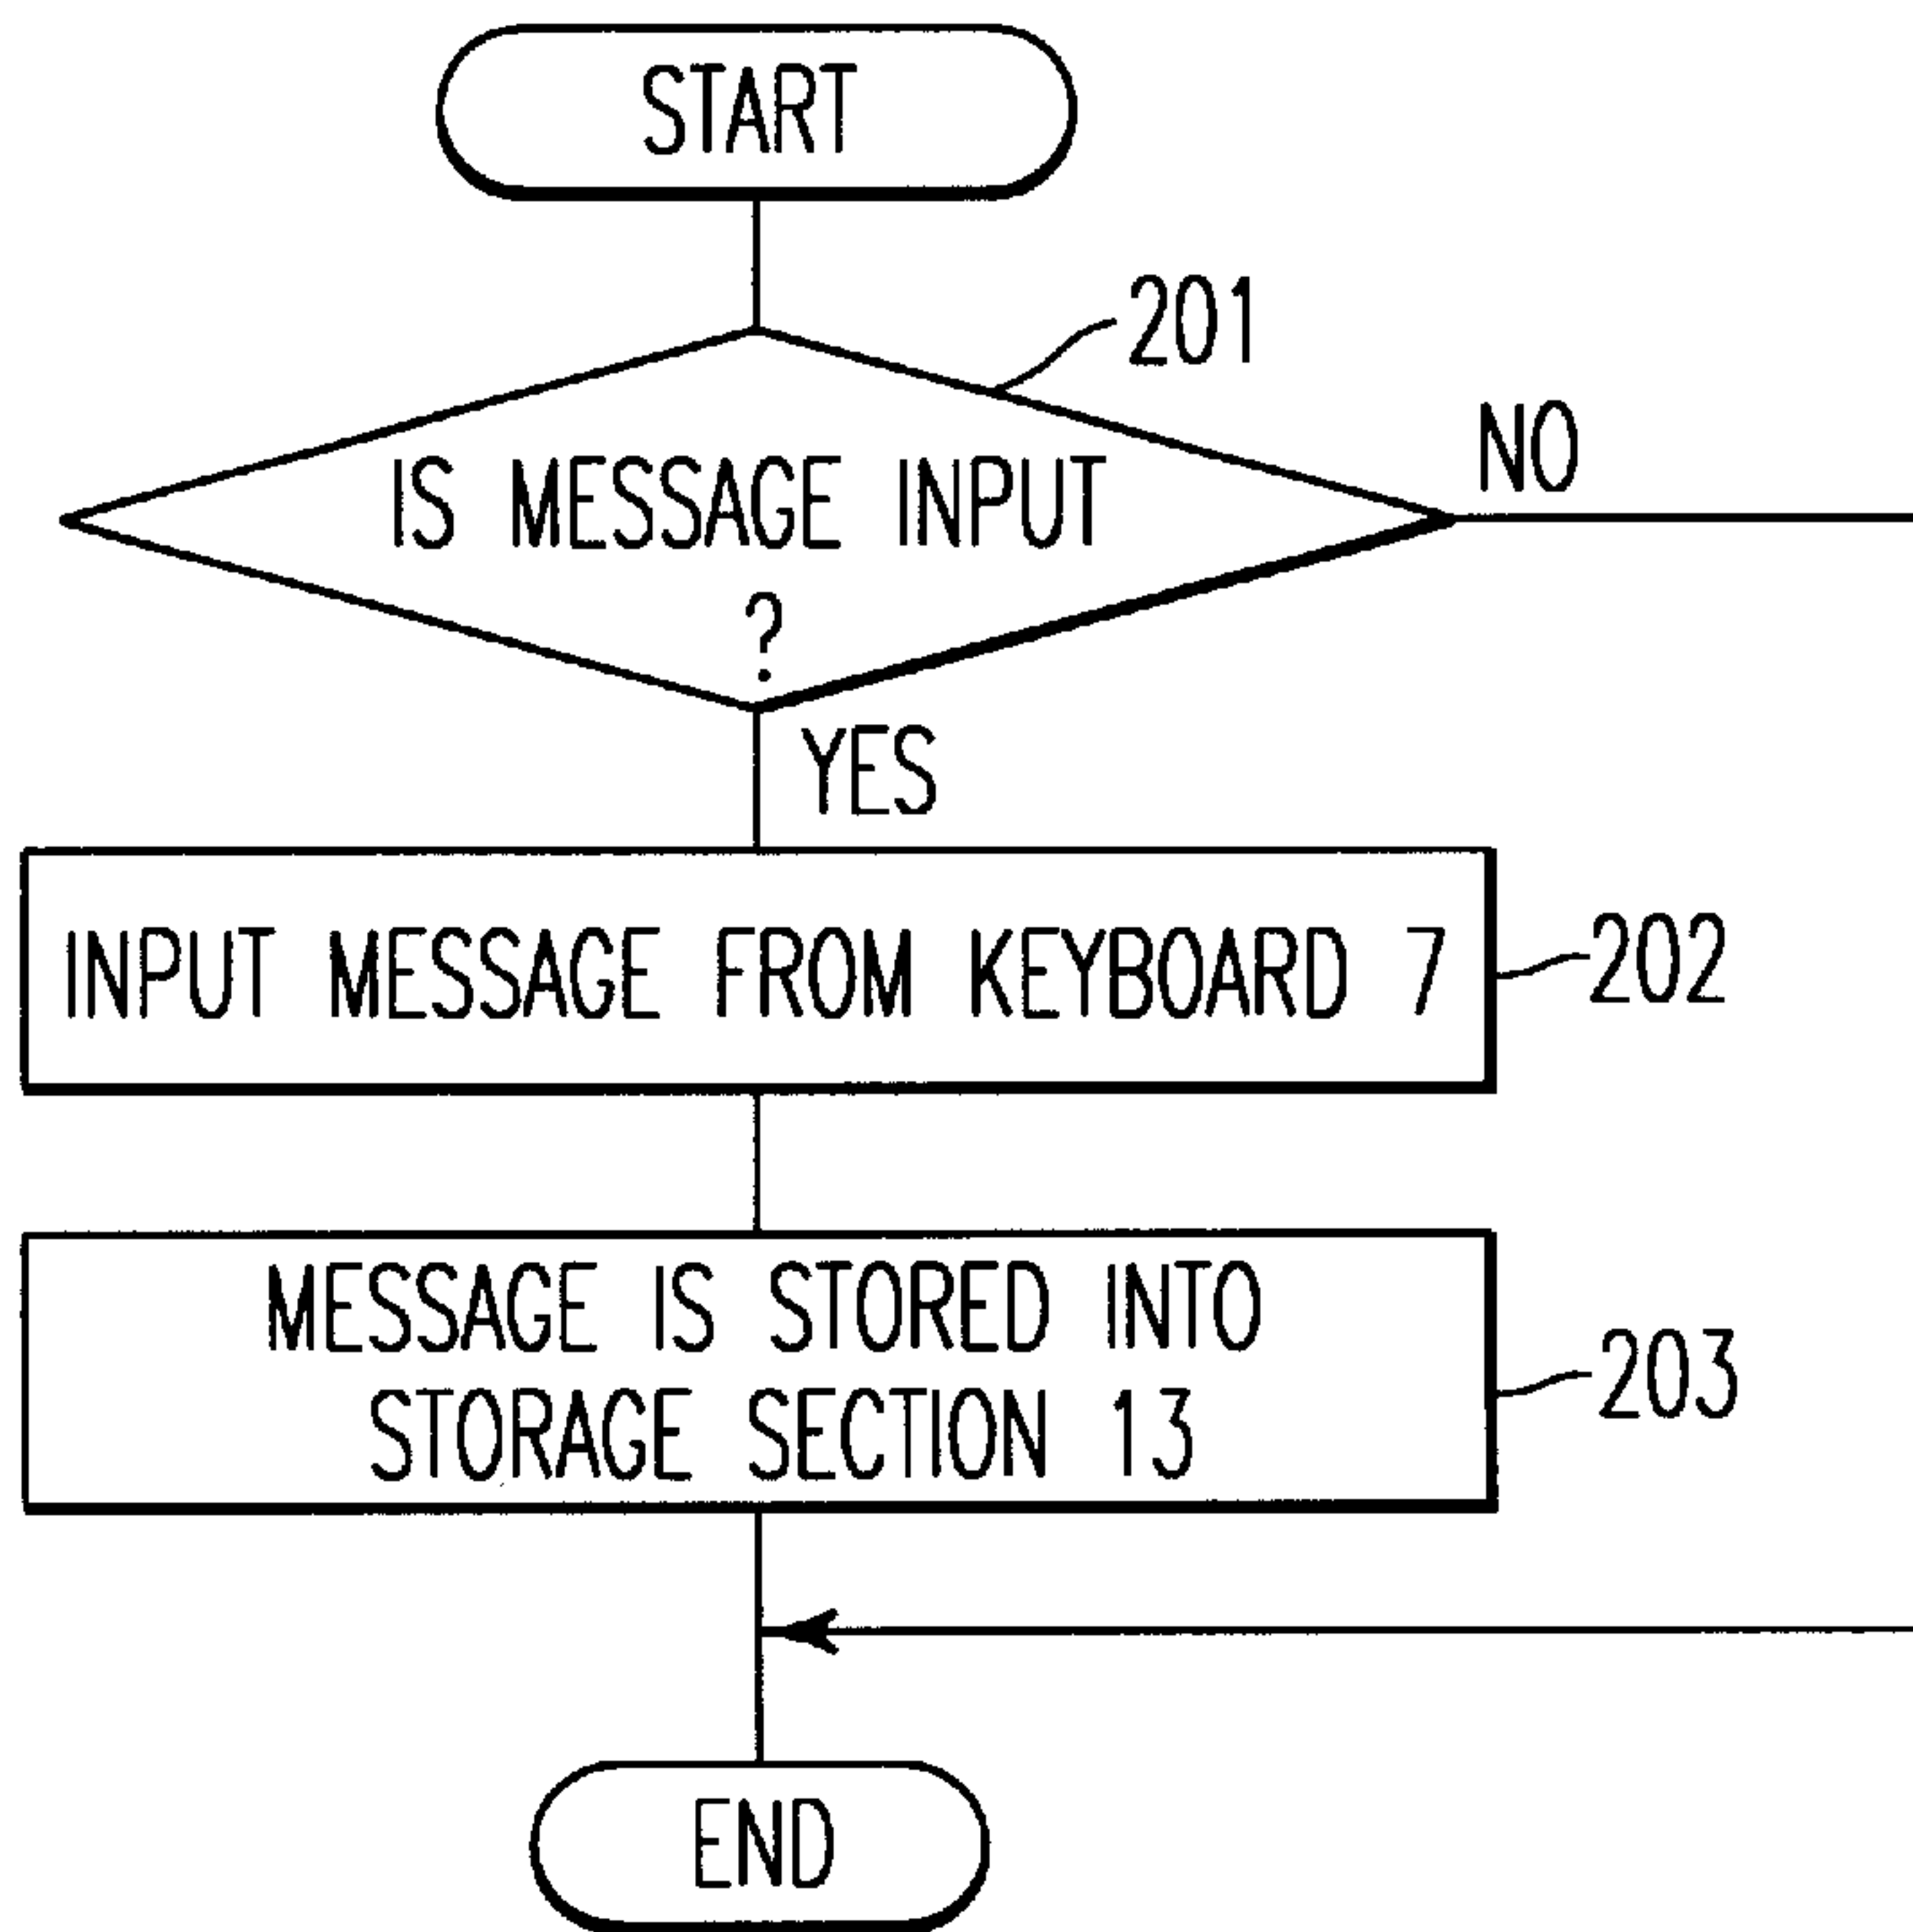 START
201
IS MESSAGE INPUT
?
NO
YES
INPUT MESSAGE FROM KEYBOARD 7
202
MESSAGE IS STORED INTO
STORAGE SECTION 13
203
END